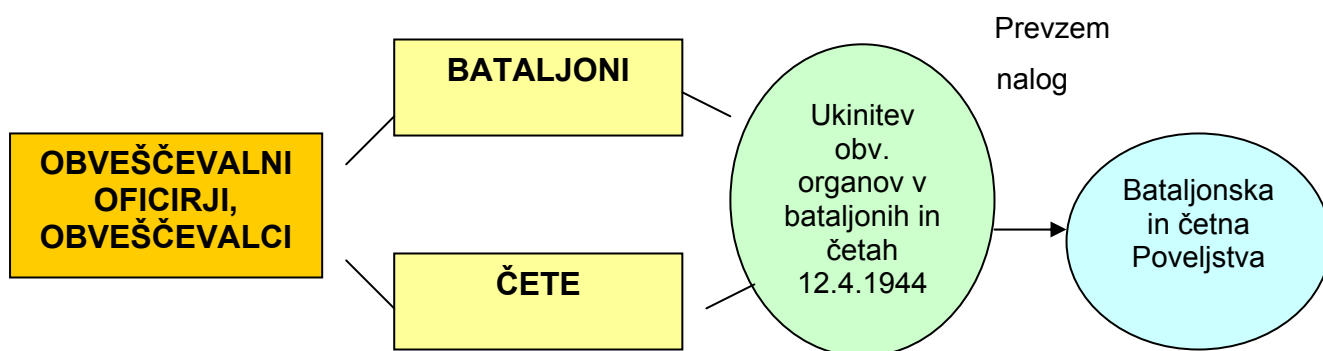 OBVEŠČEVALNI
OFICIRJI,
OBVEŠČEVALCI
BATALJONI
ČETE
Ukinitev
obv.
organov v
bataljonih in
četah
12.4.1944
Prevzem
nalog
Bataljonska
in četna
Poveljstva